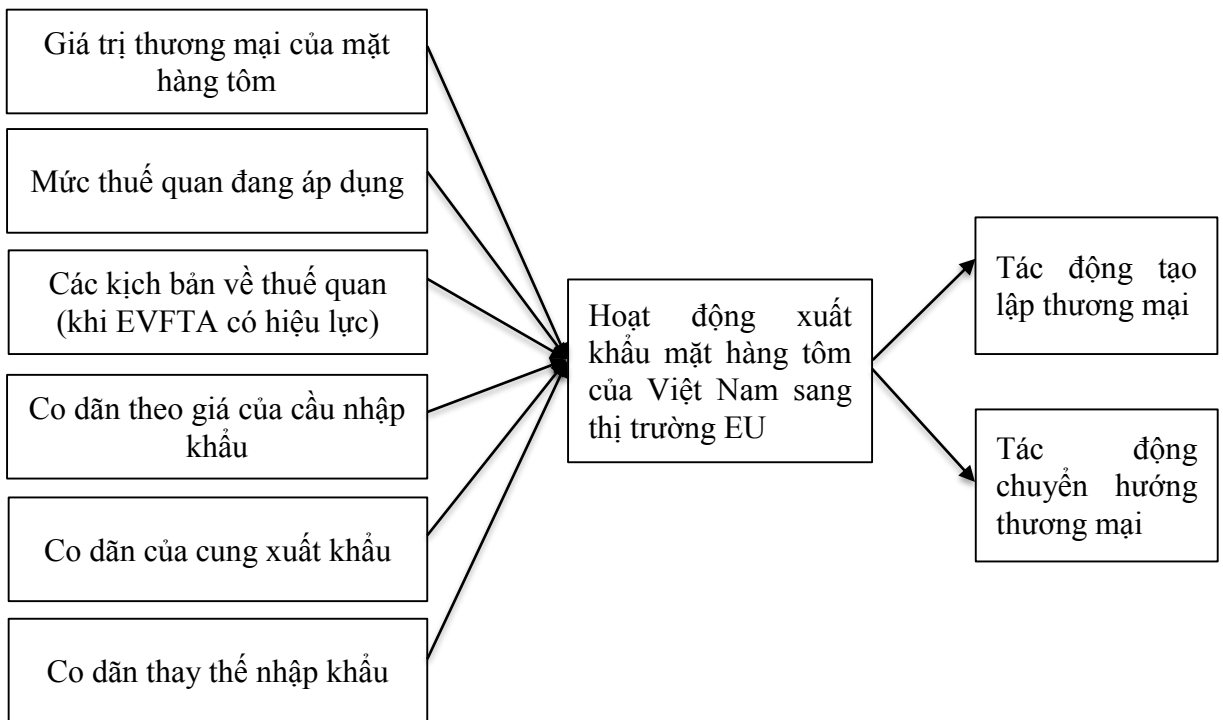 Giá trị thương mại của mặt
hàng tôm
Mức thuế quan đang áp dụng
Các kịch bản về thuế quan
(khi EVFTA có hiệu lực)
Co dãn theo giá của cầu nhập
khẩu
Co dãn của cung xuất khẩu
Co dãn thay thế nhập khẩu
Hoạt động xuất
khẩu mặt hàng tôm
của Việt Nam sang
thị trường EU
Tác động tạo
lập thương mại
Tác động
chuyển hướng
thương mại